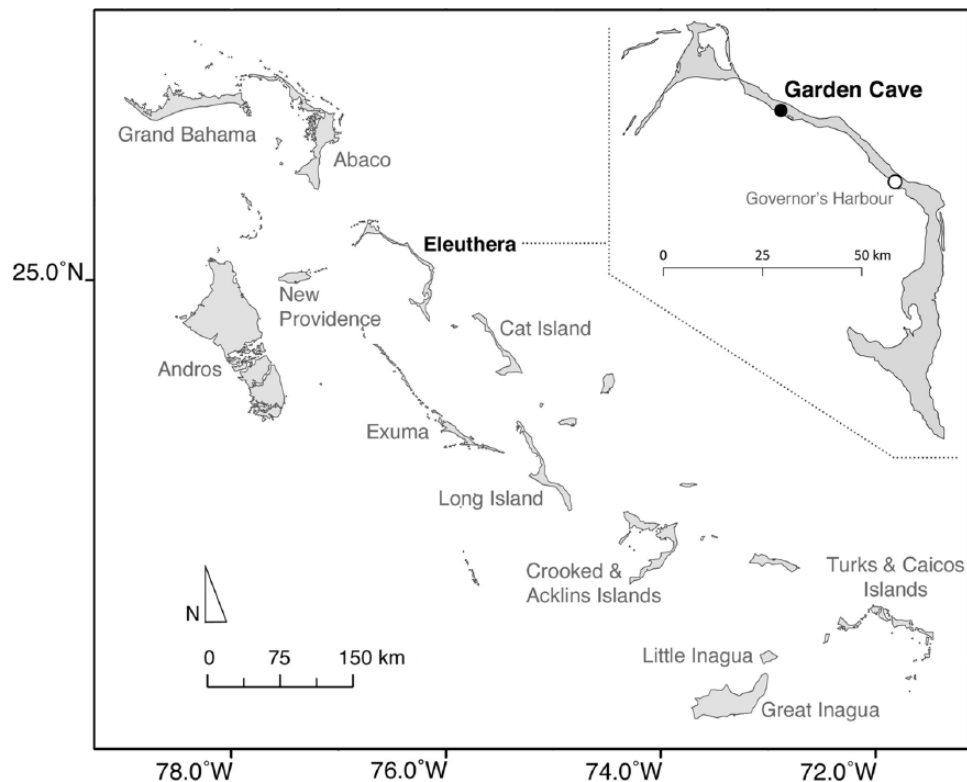 Garden Cave
Grand Bahama
Abaco
Governor's Harbour
Eleuthera
0 25 50 km
25.0°N
New
Providence
Cat Island
Andros
Exuma
Long Island
Crooked &
Acklins Islands
Turks & Caicos
Islands
N
0 75 150 km
Little Inagua
Great Inagua
78.0°W 76.0°W 74.0°W 72.0°W